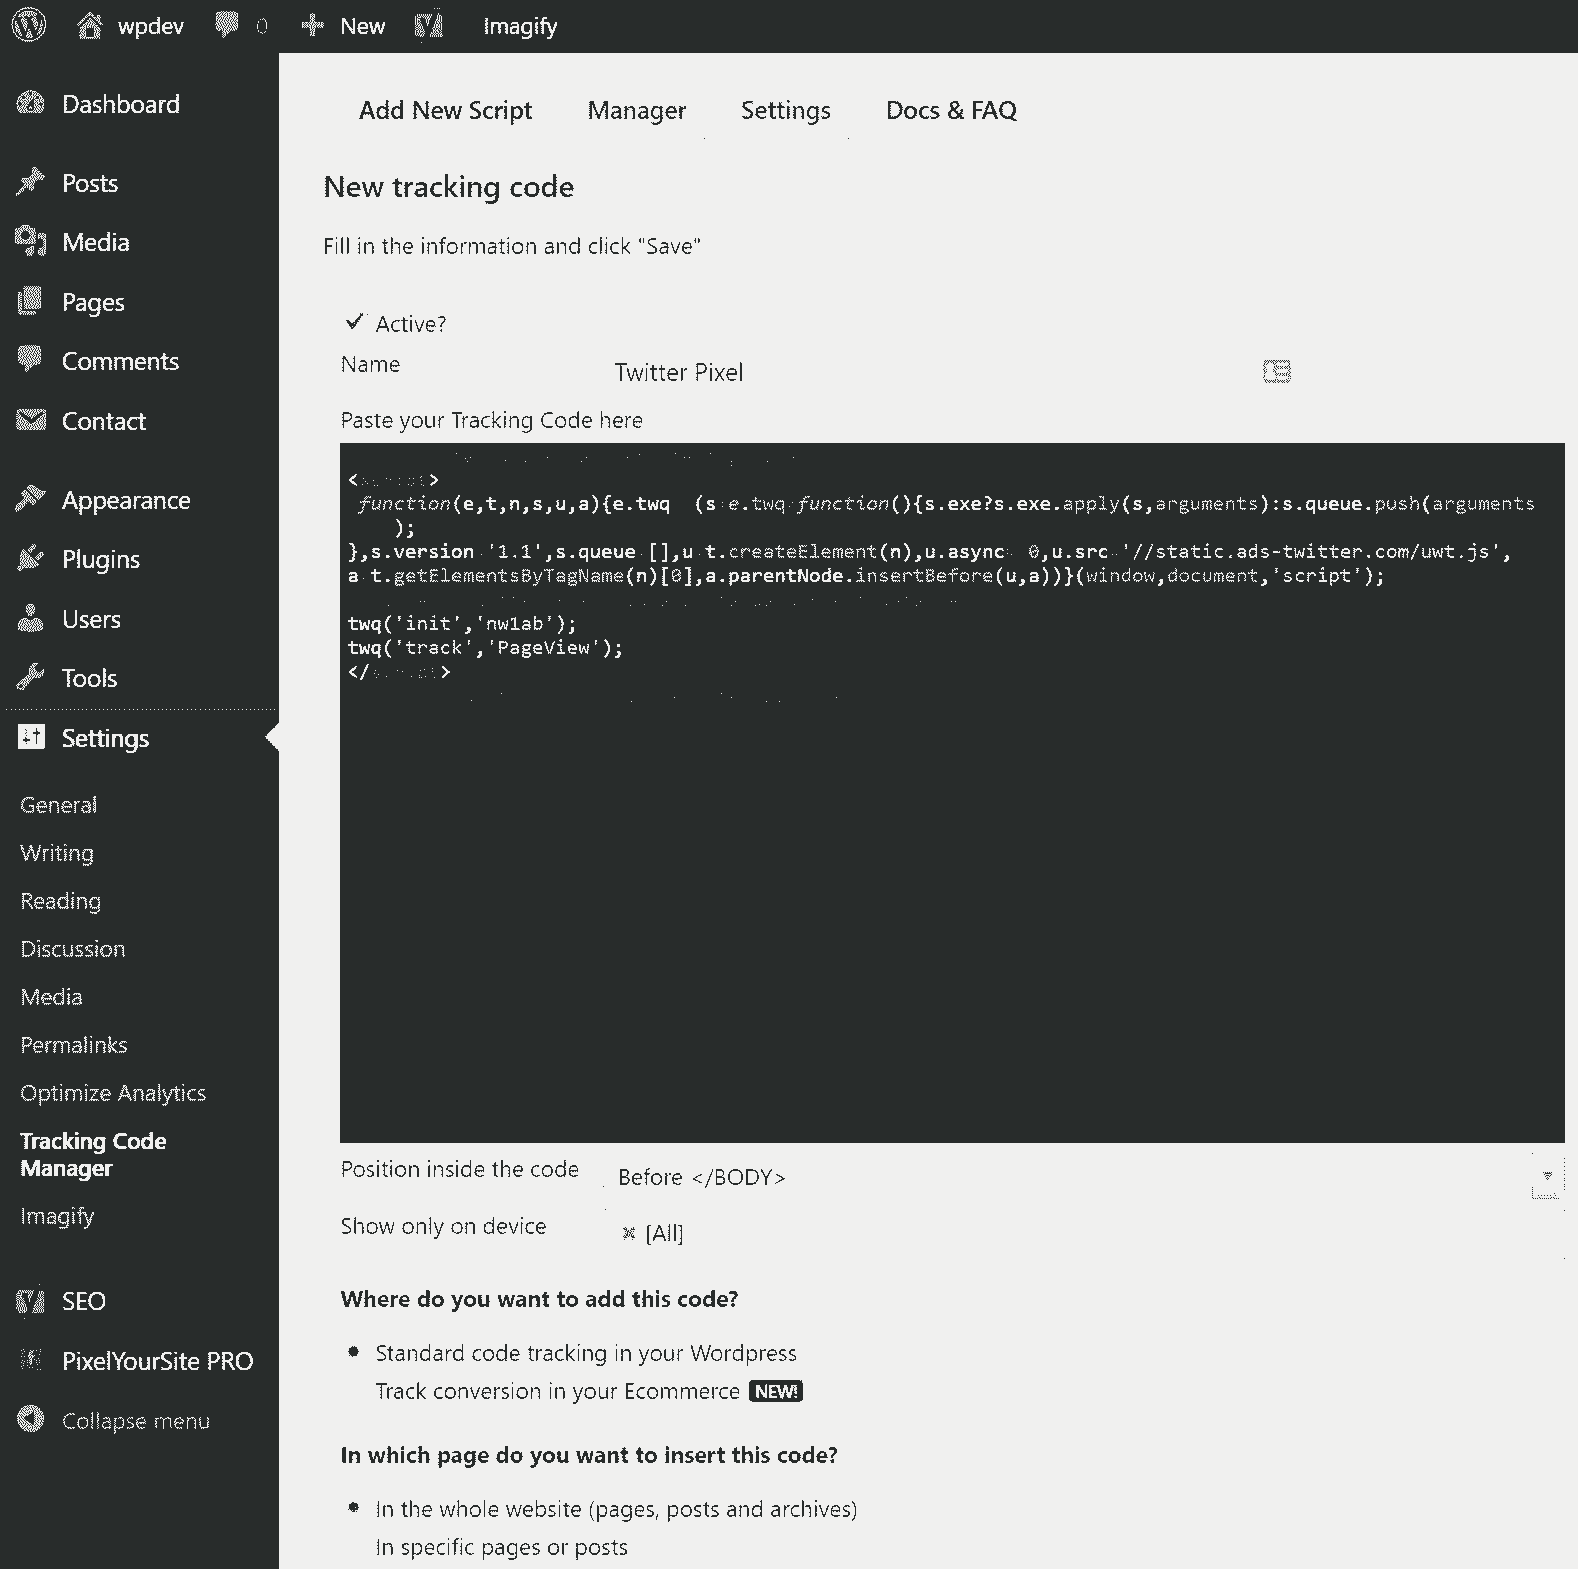 wpdev 0 New Imagify
Dashboard
Posts
Media
Pages
Comments
Contact
Appearance
Plugins
Users
Tools
Settings
General
Writing
Reading
Discussion
Media
Permalinks
Optimize Analytics
Tracking Code
Manager
Imagify
SEO
PixelYourSite PRO
Collapse menu
Add New Script Manager Settings Docs & FAQ
New tracking code
Fill in the information and click "Save"
Active?
Name Twitter Pixel
Paste your Tracking Code here
<script>
function(e,t,n,s,u,a){e.twq (s e.twq function(){s.exe?s.exe.apply(s,arguments):s.queue.push(arguments
);
},s.version '1.1',s.queue [],u t.createElement(n),u.async 0,u.src '//static.ads-twitter.com/uwt.js',
a t.getElementsByTagName(n)[0],a.parentNode.insertBefore(u,a))}(window,document,'script');
twq('init','nw1ab');
twq('track','PageView');
</script>
Position inside the code Before </BODY>
Show only on device × [All]
Where do you want to add this code?
Standard code tracking in your Wordpress
Track conversion in your Ecommerce NEW!
In which page do you want to insert this code?
In the whole website (pages, posts and archives)
In specific pages or posts